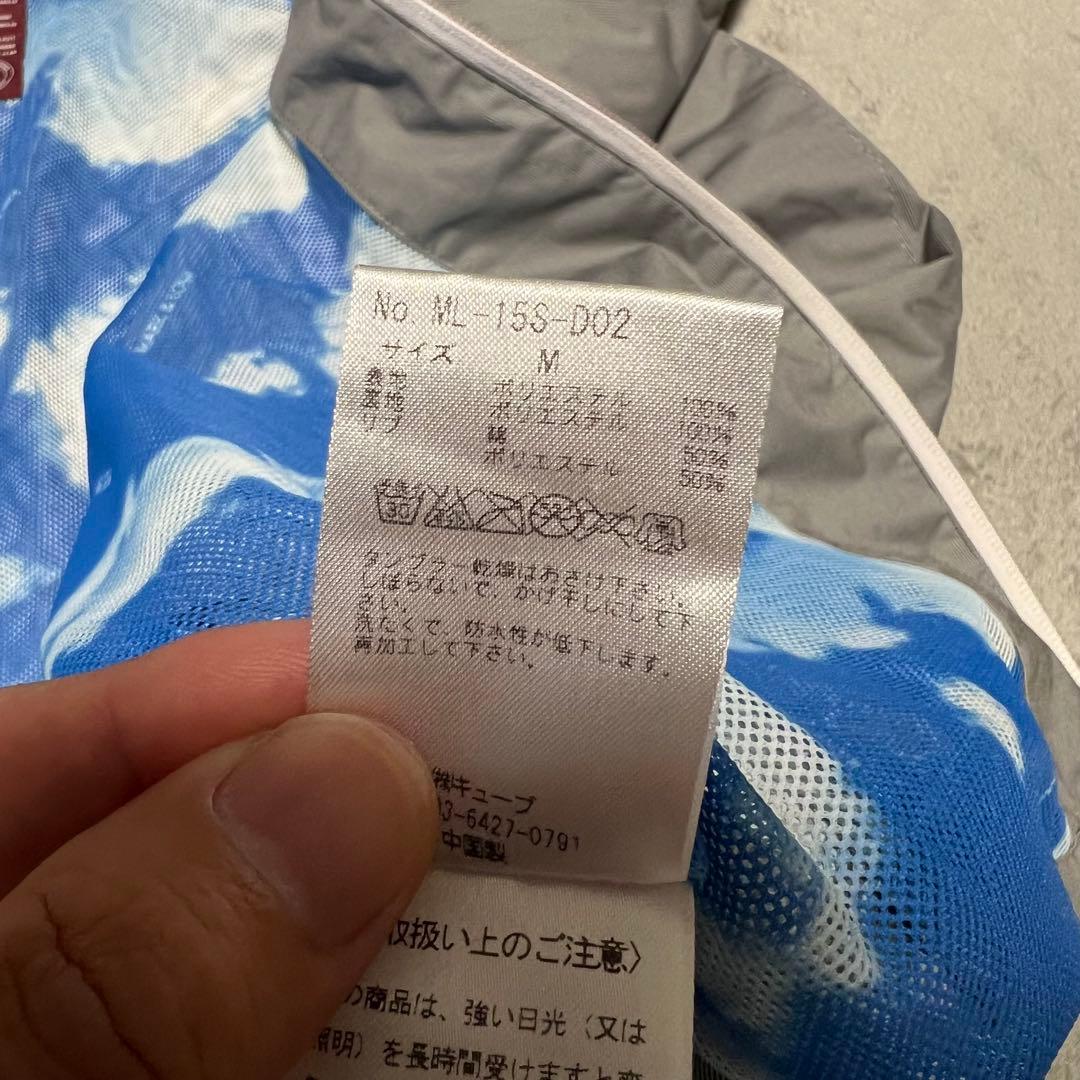 No. ML-15S-D02
サイズ M
表地 ポリエステル 100%
裏地 ポリエステル 100%
リブ 綿 50%
ポリエステル 50%
タンブラー乾燥はおさけ下さい。
しぼらないで、かげ干しにして下
さい。
洗たくで、防水性が低下します。
再加工して下さい。
㈱キューブ
03-6427-0791
中国製
取扱い上のご注意〉
の商品は、強い日光（又は
照明）を長時間受けますと変